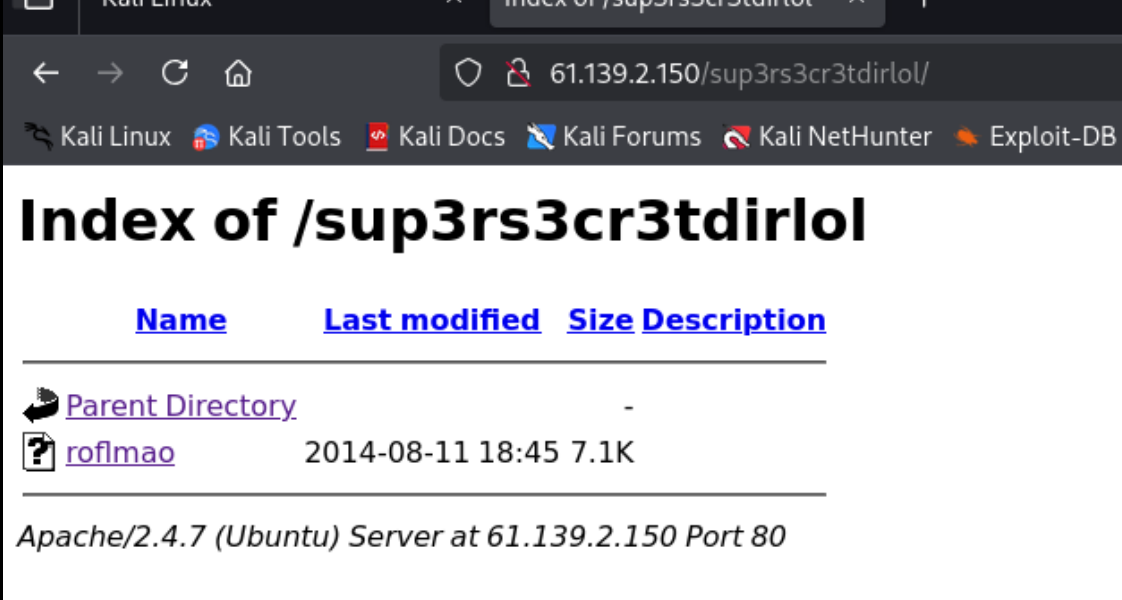 Kali Linux
Index of /sup3rs3cr3tdirlol
61.139.2.150/sup3rs3cr3tdirlol/
Kali Linux Kali Tools Kali Docs Kali Forums Kali NetHunter Exploit-DB
Index of /sup3rs3cr3tdirlol
Name Last modified Size Description
Parent Directory -
roflmao 2014-08-11 18:45 7.1K
Apache/2.4.7 (Ubuntu) Server at 61.139.2.150 Port 80